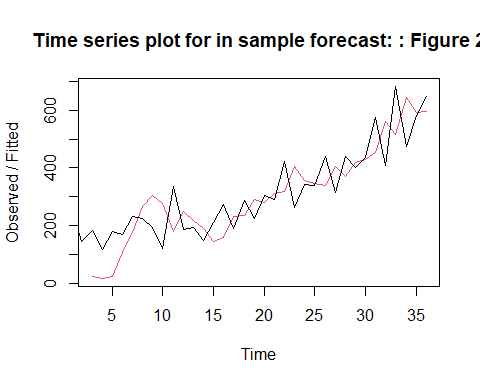 Time series plot for in sample forecast: : Figure 2
Observed / Fitted
0 200 400 600
5 10 15 20 25 30 35
Time